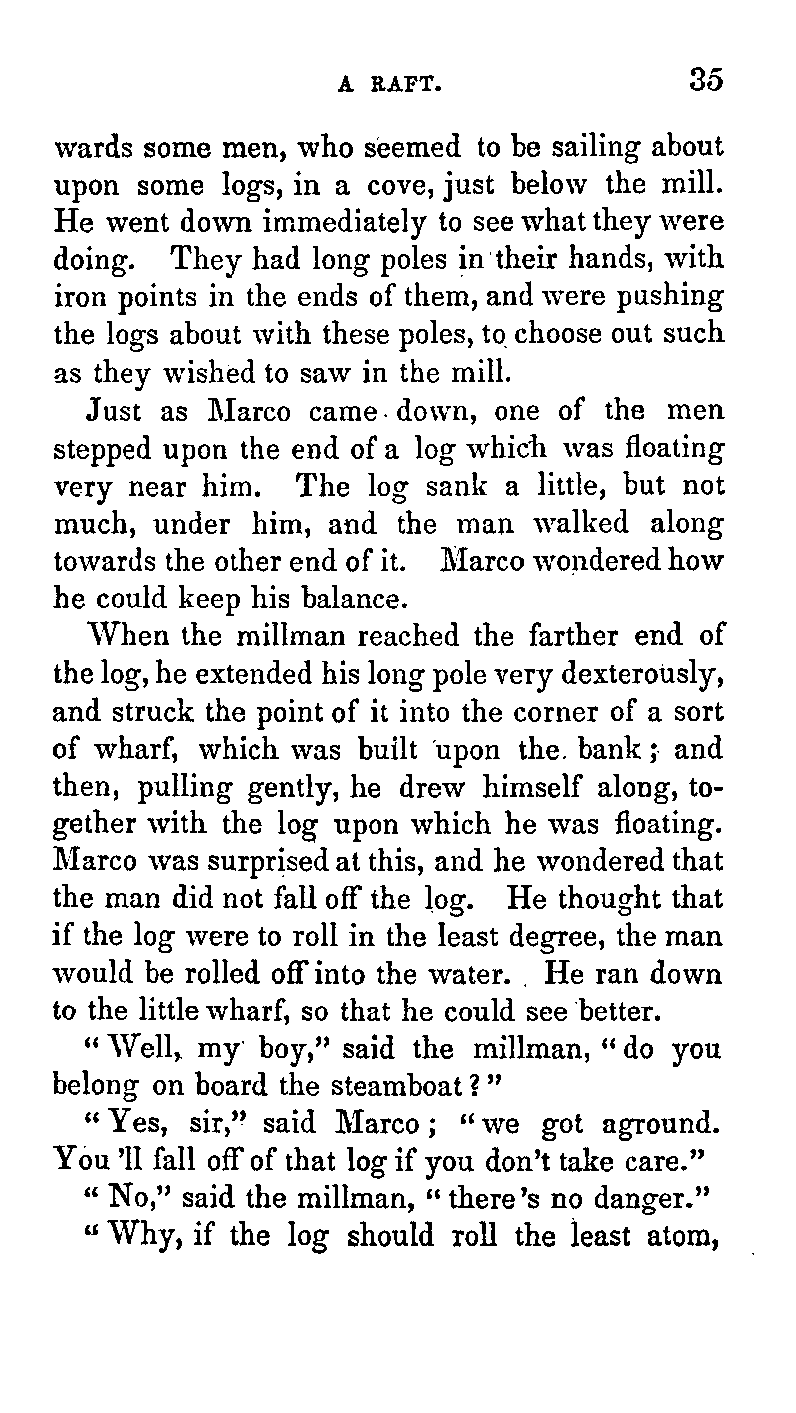 A RAFT. 35
wards some men, who seemed to be sailing about
upon some logs, in a cove, just below the mill.
He went down immediately to see what they were
doing. They had long poles in their hands, with
iron points in the ends of them, and were pushing
the logs about with these poles, to choose out such
as they wished to saw in the mill.
Just as Marco came down, one of the men
stepped upon the end of a log which was floating
very near him. The log sank a little, but not
much, under him, and the man walked along
towards the other end of it. Marco wondered how
he could keep his balance.
When the millman reached the farther end of
the log, he extended his long pole very dexterously,
and struck the point of it into the corner of a sort
of wharf, which was built upon the bank; and
then, pulling gently, he drew himself along, to-
gether with the log upon which he was floating.
Marco was surprised at this, and he wondered that
the man did not fall off the log. He thought that
if the log were to roll in the least degree, the man
would be rolled off into the water. He ran down
to the little wharf, so that he could see better.
"Well, my boy," said the millman, "do you
belong on board the steamboat?"
"Yes, sir," said Marco; "we got aground.
You'll fall off of that log if you don't take care."
"No," said the millman, "there's no danger."
"Why, if the log should roll the least atom,